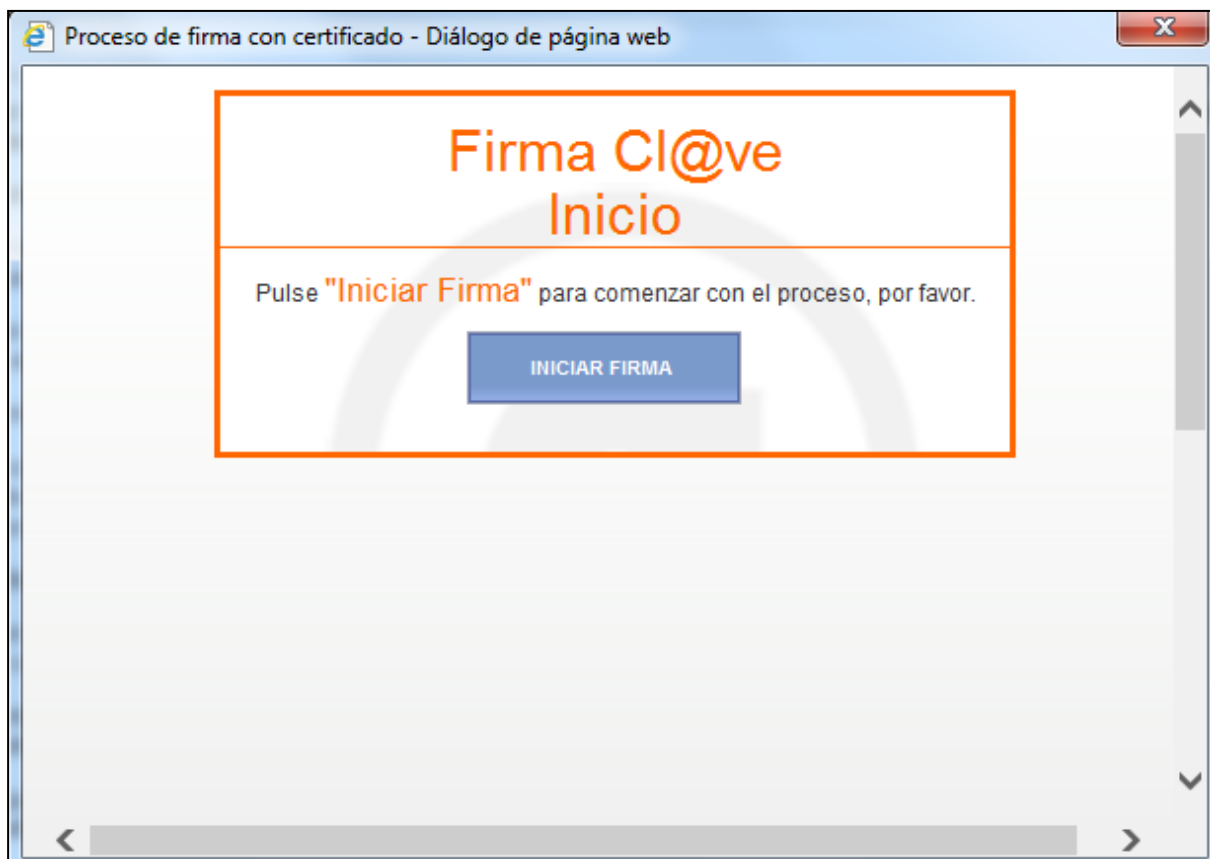 Proceso de firma con certificado - Diálogo de página web
Firma Cl@ve
Inicio
Pulse "Iniciar Firma" para comenzar con el proceso, por favor.
INICIAR FIRMA